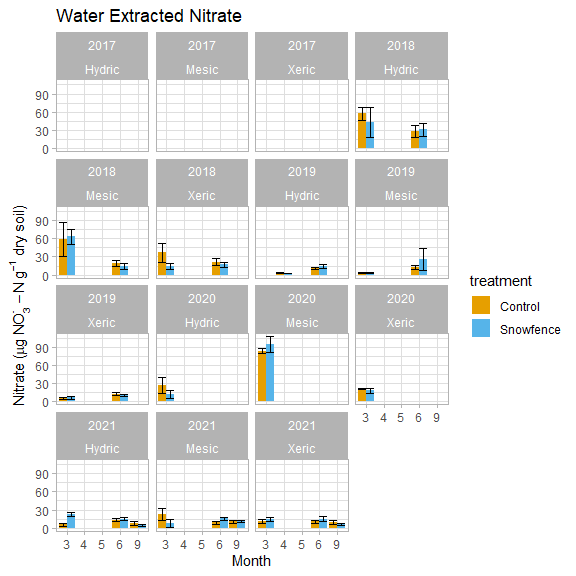 Water Extracted Nitrate
2017 2017 2017 2018
Hydric Mesic Xeric Hydric
90
60
30
0
2018 2018 2019 2019
Mesic Xeric Hydric Mesic
90
60
30
0
2019 2020 2020 2020
Xeric Hydric Mesic Xeric
90
60
30
0
3 4 5 6 9
2021 2021 2021
Hydric Mesic Xeric
90
60
30
0
3 4 5 6 9 3 4 5 6 9 3 4 5 6 9
Month
Nitrate (μg NO₃⁻ – N g⁻¹ dry soil)
treatment
Control
Snowfence